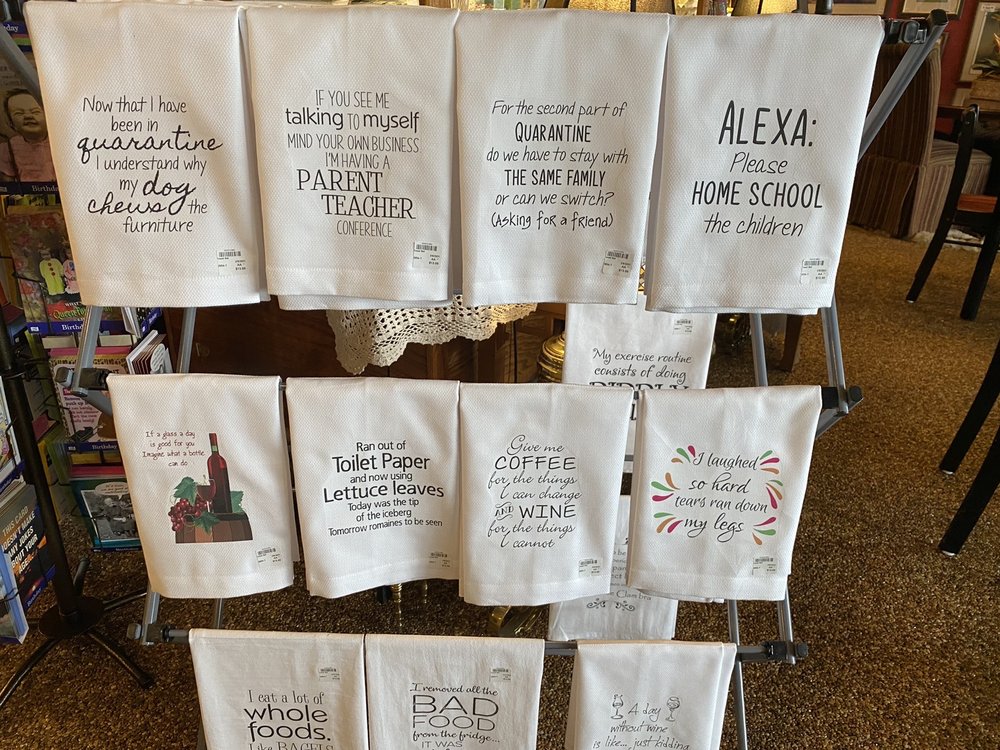 Now that I have
been in
quarantine
I understand why
my dog
chews the
furniture
IF YOU SEE ME
talking TO myself
MIND YOUR OWN BUSINESS
I'M HAVING A
PARENT
TEACHER
CONFERENCE
For the second part of
QUARANTINE
do we have to stay with
THE SAME FAMILY
or can we switch?
(Asking for a friend)
ALEXA:
Please
HOME SCHOOL
the children
My exercise routine
consists of doing
If a glass a day
is good for you
Imagine what a bottle
can do
Ran out of
Toilet Paper
and now using
Lettuce leaves
Today was the tip
of the iceberg
Tomorrow romaines to be seen
Give me
COFFEE
for the things
I can change
AND WINE
for the things
I cannot
I laughed
so hard
tears ran down
my legs
I eat a lot of
whole
foods.
Like BAGELS
I removed all the
BAD
FOOD
from the fridge...
IT WAS
A day
without wine
is like... just kidding
Birthday
Birthday
Birthday